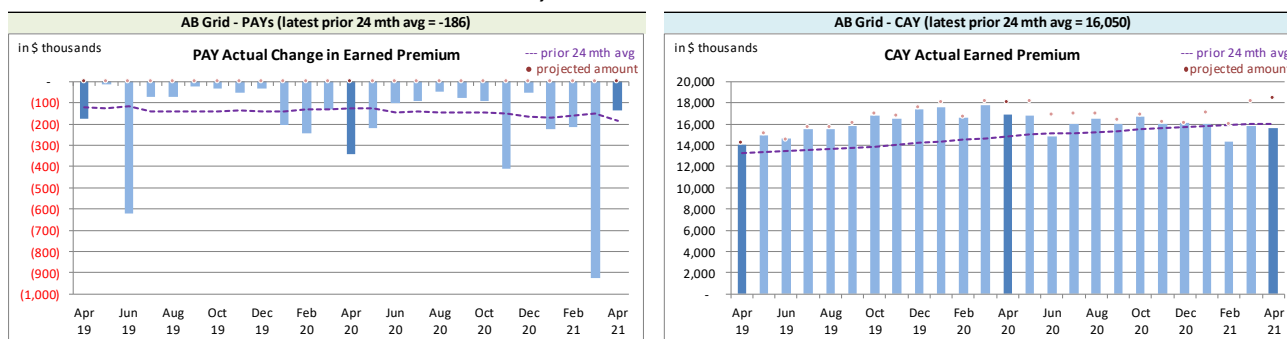 AB Grid - PAYs (latest prior 24 mth avg = -186)
in $ thousands
PAY Actual Change in Earned Premium
--- prior 24 mth avg
• projected amount
-
(100)
(200)
(300)
(400)
(500)
(600)
(700)
(800)
(900)
(1,000)
Apr Jun Aug Oct Dec Feb Apr Jun Aug Oct Dec Feb Apr
19 19 19 19 19 20 20 20 20 20 20 21 21
AB Grid - CAY (latest prior 24 mth avg = 16,050)
in $ thousands
CAY Actual Earned Premium
--- prior 24 mth avg
• projected amount
20,000
18,000
16,000
14,000
12,000
10,000
8,000
6,000
4,000
2,000
-
Apr Jun Aug Oct Dec Feb Apr Jun Aug Oct Dec Feb Apr
19 19 19 19 19 20 20 20 20 20 20 21 21